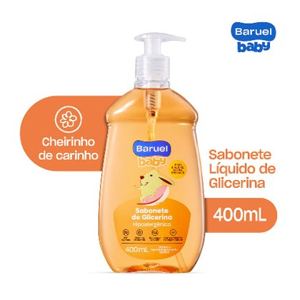 Baruel
baby
Cheirinho
de carinho
Baruel
baby
Sabonete
de Glicerina
Hipoalergênico
400mL
Sabonete
Líquido de
Glicerina
400mL